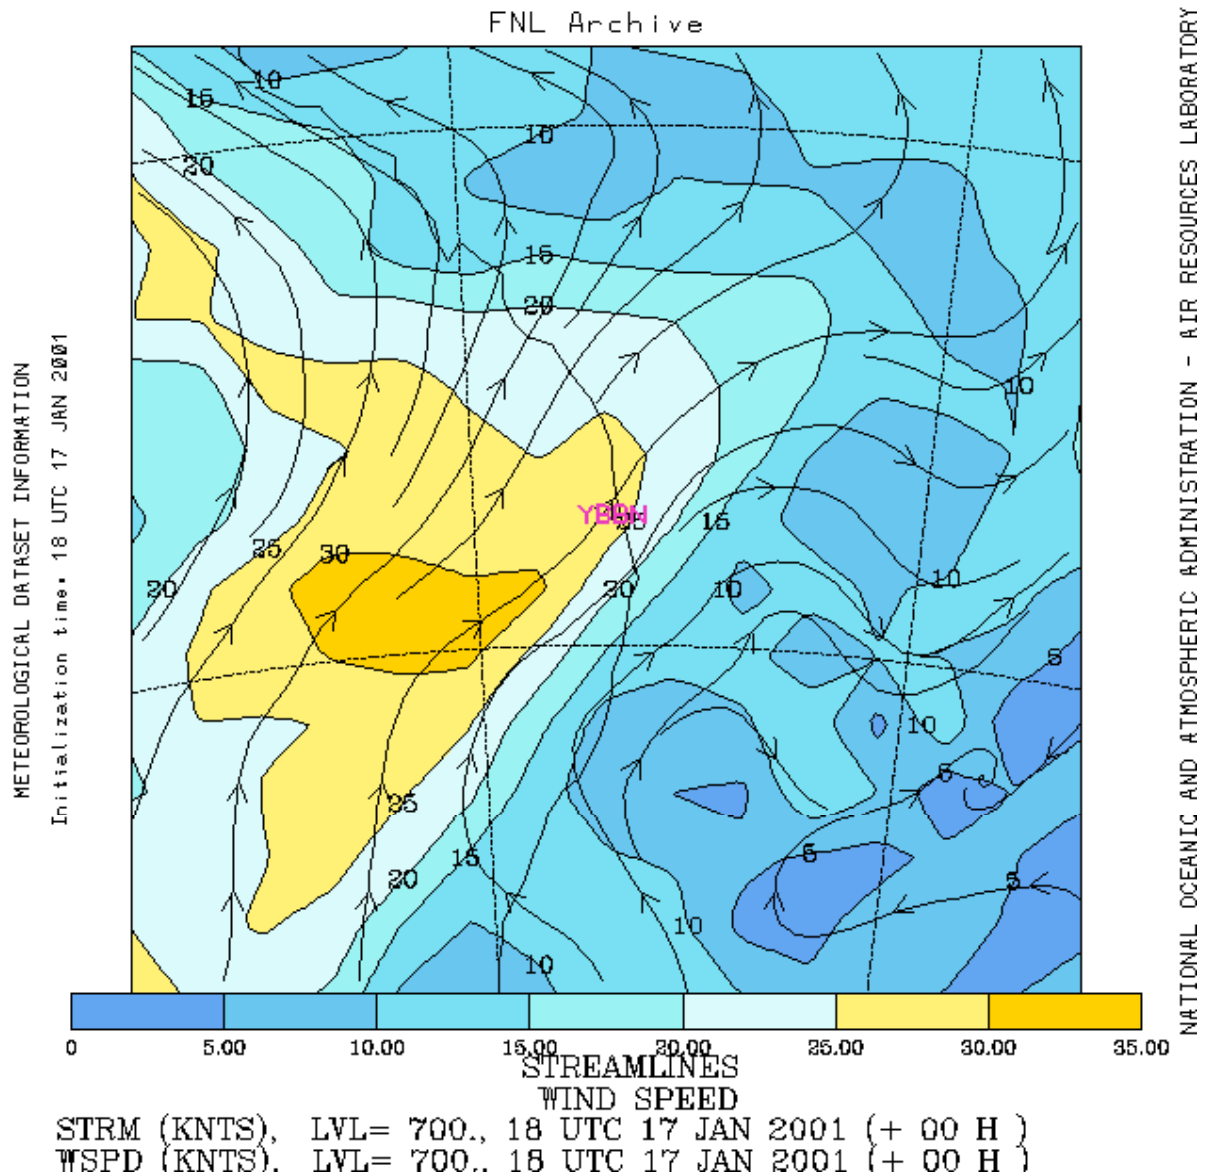 FNL Archive
METEOROLOGICAL DATASET INFORMATION
Initialization time: 18 UTC 17 JAN 2001
NATIONAL OCEANIC AND ATMOSPHERIC ADMINISTRATION - AIR RESOURCES LABORATORY
10
15
10
20
15
20
10
YBBN
15
25
30
20
20
10
10
5
10
5
25
15
20
5
5
10
10
0 5.00 10.00 15.00 20.00 25.00 30.00 35.00
STREAMLINES
WIND SPEED
STRM (KNTS), LVL= 700., 18 UTC 17 JAN 2001 (+ 00 H )
WSPD (KNTS), LVL= 700., 18 UTC 17 JAN 2001 (+ 00 H )